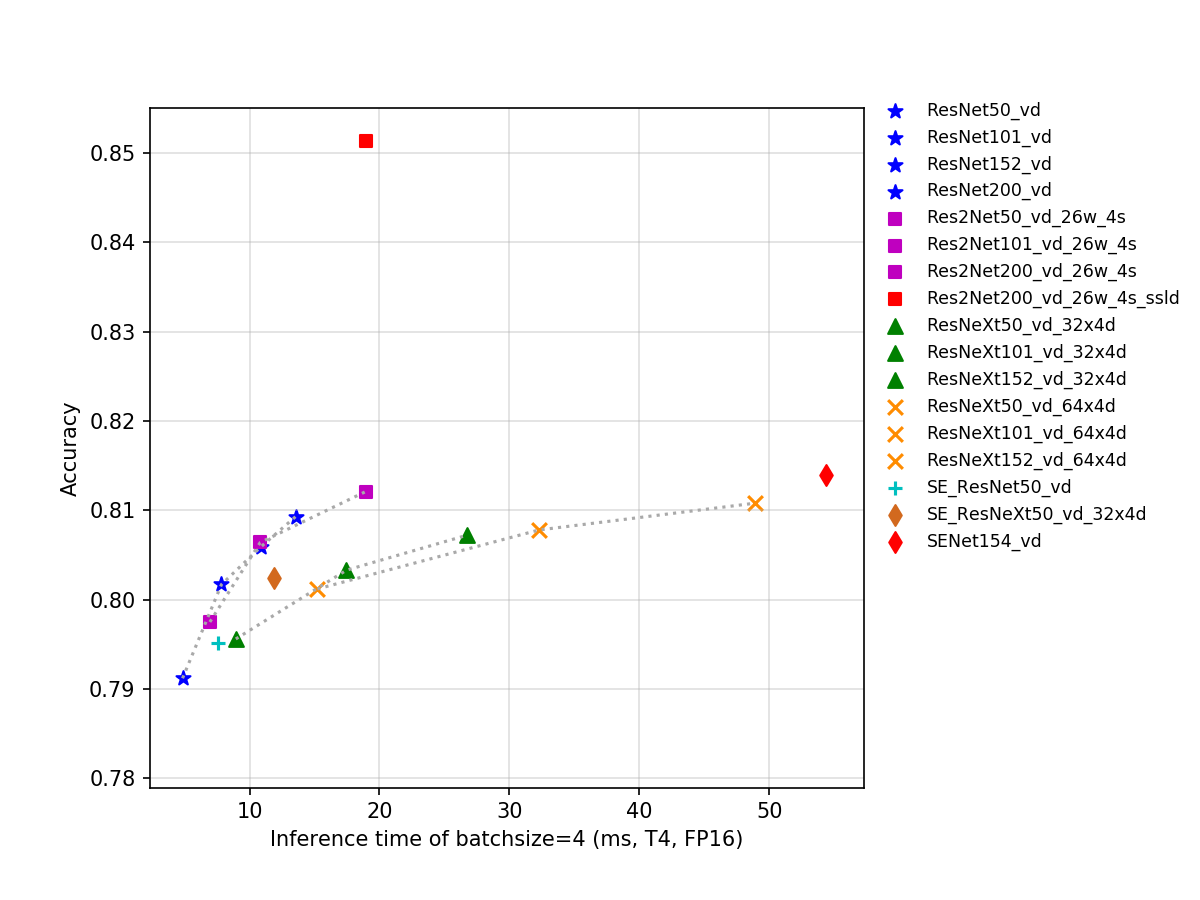 0.85
0.84
0.83
0.82
0.81
0.80
0.79
0.78
Accuracy
10 20 30 40 50
Inference time of batchsize=4 (ms, T4, FP16)
ResNet50_vd
ResNet101_vd
ResNet152_vd
ResNet200_vd
Res2Net50_vd_26w_4s
Res2Net101_vd_26w_4s
Res2Net200_vd_26w_4s
Res2Net200_vd_26w_4s_ssld
ResNeXt50_vd_32x4d
ResNeXt101_vd_32x4d
ResNeXt152_vd_32x4d
ResNeXt50_vd_64x4d
ResNeXt101_vd_64x4d
ResNeXt152_vd_64x4d
SE_ResNet50_vd
SE_ResNeXt50_vd_32x4d
SENet154_vd